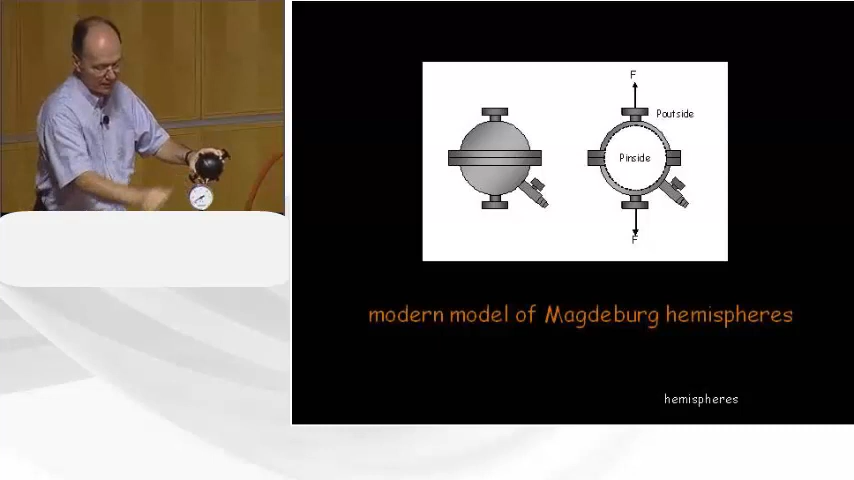 F
Poutside
Pinside
F
modern model of Magdeburg hemispheres
hemispheres